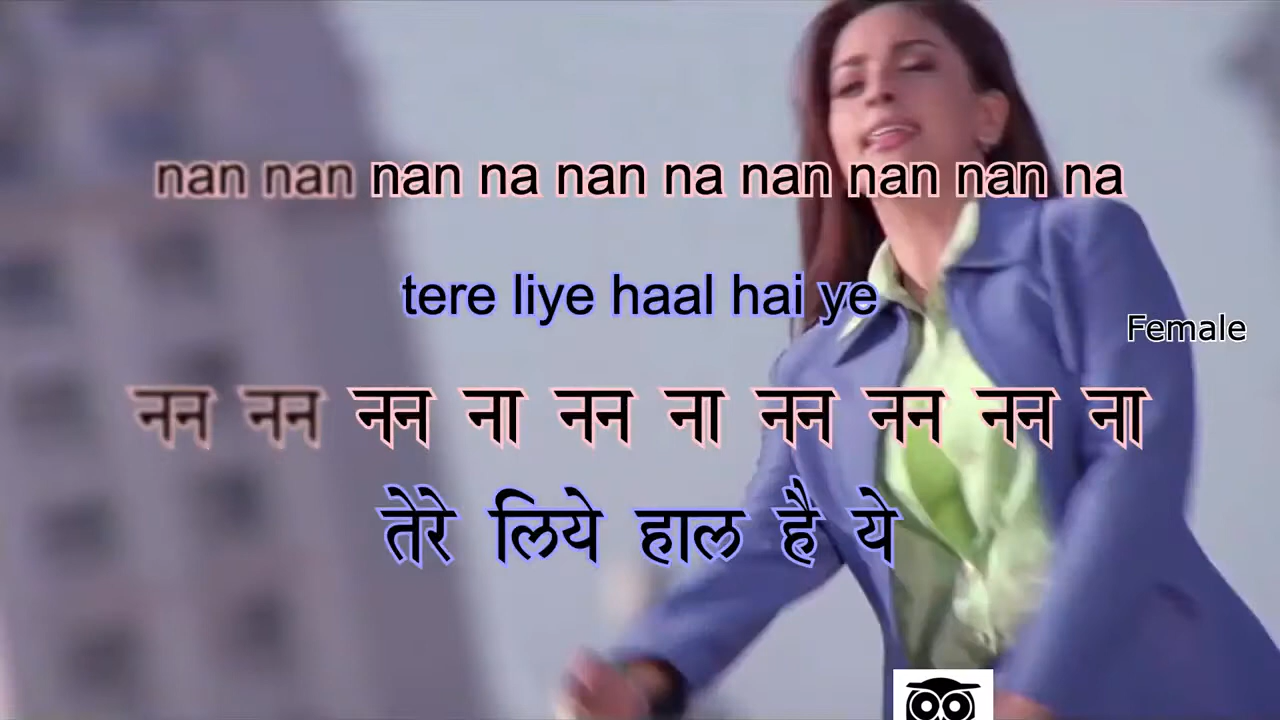 nan nan nan na nan na nan nan nan na
tere liye haal hai ye
Female
नन नन नन ना नन ना नन नन नन ना
तेरे लिये हाल है ये